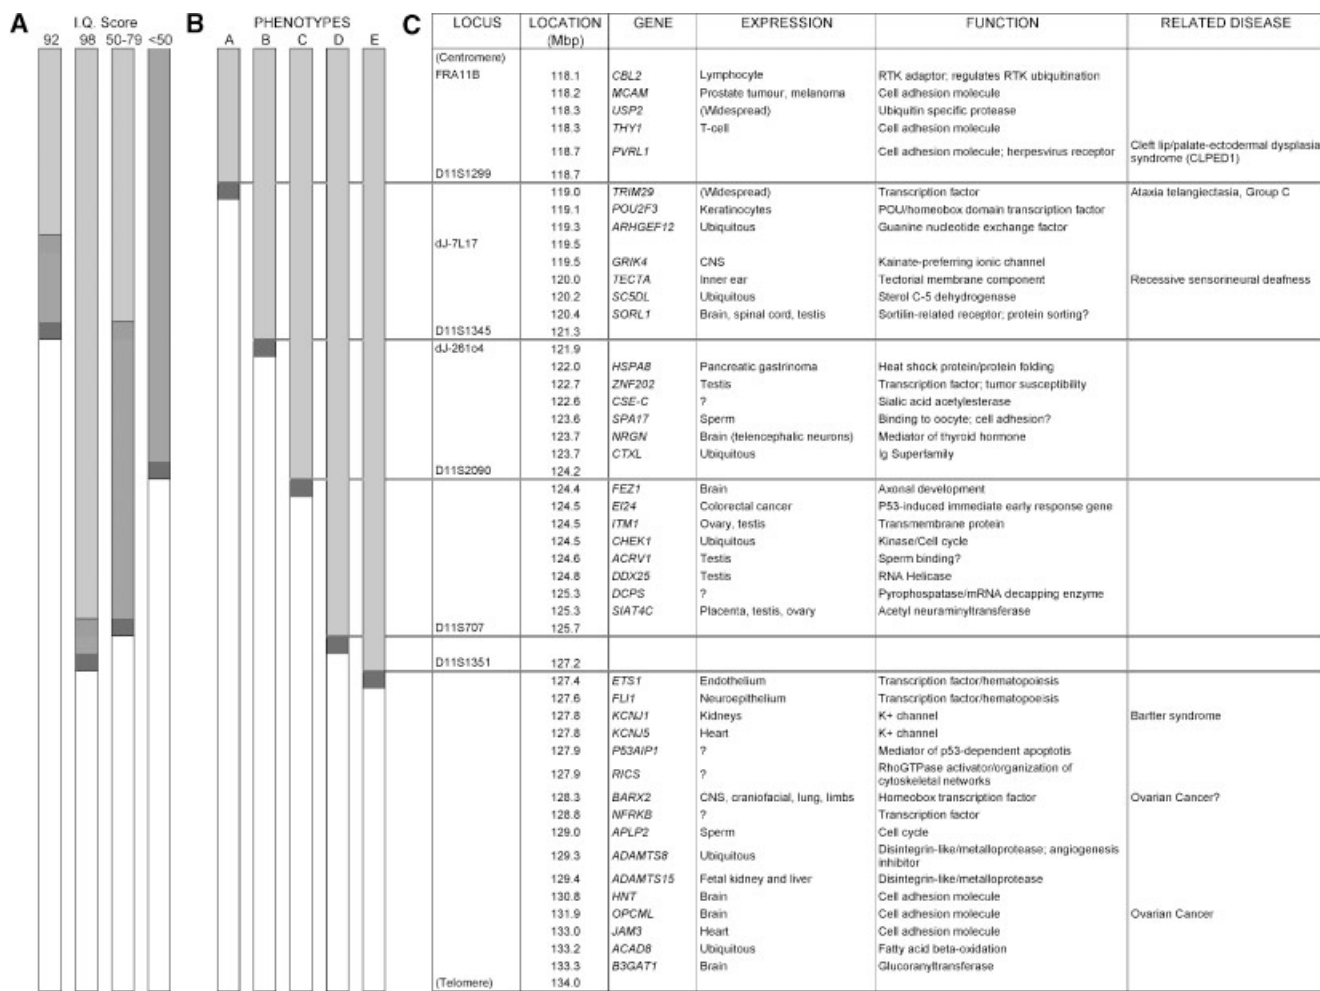 A
I.Q. Score
92 98 50-79 <50
B
PHENOTYPES
A B C D E
C
LOCUS LOCATION (Mbp) GENE EXPRESSION FUNCTION RELATED DISEASE
(Centromere)
FRA11B 118.1 CBL2 Lymphocyte RTK adaptor; regulates RTK ubiquitination
118.2 MCAM Prostate tumour, melanoma Cell adhesion molecule
118.3 USP2 (Widespread) Ubiquitin specific protease
118.3 THY1 T-cell Cell adhesion molecule
118.7 PVRL1 Cell adhesion molecule; herpesvirus receptor Cleft lip/palate-ectodermal dysplasia syndrome (CLPED1)
D11S1299 118.7
119.0 TRIM29 (Widespread) Transcription factor Ataxia telangiectasia, Group C
119.1 POU2F3 Keratinocytes POU/homeobox domain transcription factor
119.3 ARHGEF12 Ubiquitous Guanine nucleotide exchange factor
dJ-7L17 119.5
119.5 GRIK4 CNS Kainate-preferring ionic channel
120.0 TECTA Inner ear Tectorial membrane component Recessive sensorineural deafness
120.2 SC5DL Ubiquitous Sterol C-5 dehydrogenase
120.4 SORL1 Brain, spinal cord, testis Sortilin-related receptor; protein sorting?
D11S1345 121.3
dJ-261o4 121.9
122.0 HSPA8 Pancreatic gastrinoma Heat shock protein/protein folding
122.7 ZNF202 Testis Transcription factor; tumor susceptibility
122.6 CSE-C ? Sialic acid acetylesterase
123.6 SPA17 Sperm Binding to oocyte; cell adhesion?
123.7 NRGN Brain (telencephalic neurons) Mediator of thyroid hormone
123.7 CTXL Ubiquitous Ig Superfamily
D11S2090 124.2
124.4 FEZ1 Brain Axonal development
124.5 EI24 Colorectal cancer P53-induced immediate early response gene
124.5 ITM1 Ovary, testis Transmembrane protein
124.5 CHEK1 Ubiquitous Kinase/Cell cycle
124.6 ACRV1 Testis Sperm binding?
124.8 DDX25 Testis RNA Helicase
125.3 DCPS ? Pyrophospatase/mRNA decapping enzyme
125.3 SIAT4C Placenta, testis, ovary Acetyl neuraminyltransferase
D11S707 125.7
D11S1351 127.2
127.4 ETS1 Endothelium Transcription factor/hematopoiesis
127.6 FLI1 Neuroepithelium Transcription factor/hematopoeisis
127.8 KCNJ1 Kidneys K+ channel Bartter syndrome
127.8 KCNJ5 Heart K+ channel
127.9 P53AIP1 ? Mediator of p53-dependent apoptotis
127.9 RICS ? RhoGTPase activator/organization of cytoskeletal networks
128.3 BARX2 CNS, craniofacial, lung, limbs Homeobox transcription factor Ovarian Cancer?
128.8 NFRKB ? Transcription factor
129.0 APLP2 Sperm Cell cycle
129.3 ADAMTS8 Ubiquitous Disintegrin-like/metalloprotease; angiogenesis inhibitor
129.4 ADAMTS15 Fetal kidney and liver Disintegrin-like/metalloprotease
130.8 HNT Brain Cell adhesion molecule
131.9 OPCML Brain Cell adhesion molecule Ovarian Cancer
133.0 JAM3 Heart Cell adhesion molecule
133.2 ACAD8 Ubiquitous Fatty acid beta-oxidation
133.3 B3GAT1 Brain Glucoranyltransferase
(Telomere) 134.0